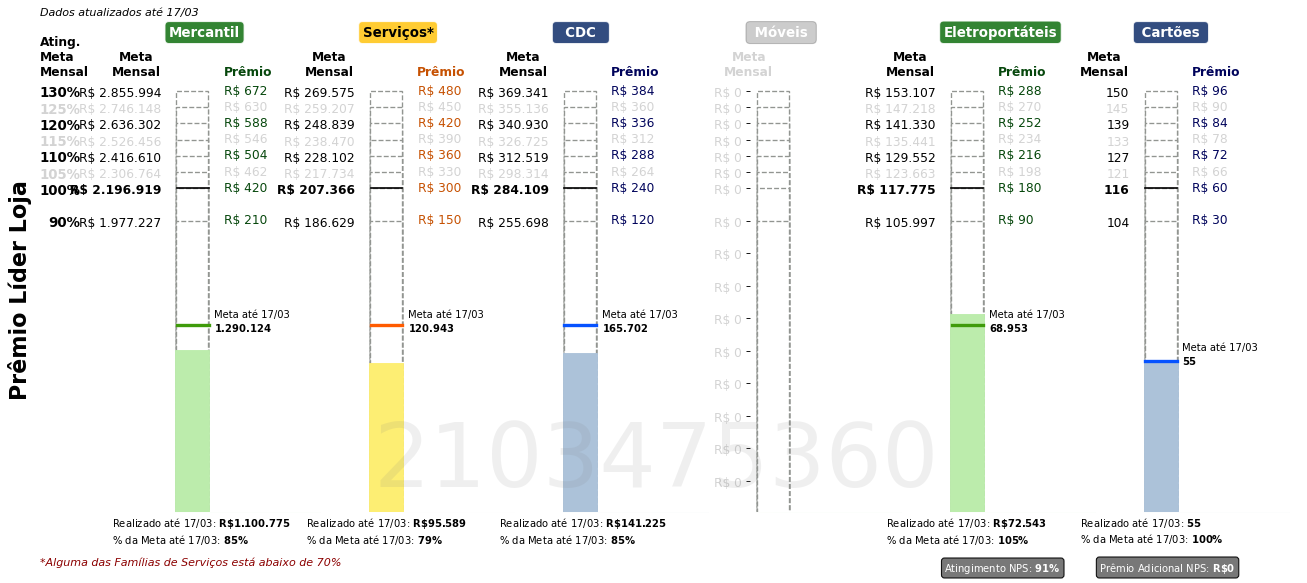 Dados atualizados até 17/03
Mercantil Serviços* CDC Móveis Eletroportáteis Cartões
Ating.
Meta Meta Meta Meta Meta Meta Meta
Mensal Mensal Prêmio Mensal Prêmio Mensal Prêmio Mensal Mensal Prêmio Mensal Prêmio
130% R$ 2.855.994 R$ 672 R$ 269.575 R$ 480 R$ 369.341 R$ 384 R$ 0 R$ 153.107 R$ 288 150 R$ 96
125% R$ 2.746.148 R$ 630 R$ 259.207 R$ 450 R$ 355.136 R$ 360 R$ 0 R$ 147.218 R$ 270 145 R$ 90
120% R$ 2.636.302 R$ 588 R$ 248.839 R$ 420 R$ 340.930 R$ 336 R$ 0 R$ 141.330 R$ 252 139 R$ 84
115% R$ 2.526.456 R$ 546 R$ 238.470 R$ 390 R$ 326.725 R$ 312 R$ 0 R$ 135.441 R$ 234 133 R$ 78
110% R$ 2.416.610 R$ 504 R$ 228.102 R$ 360 R$ 312.519 R$ 288 R$ 0 R$ 129.552 R$ 216 127 R$ 72
105% R$ 2.306.764 R$ 462 R$ 217.734 R$ 330 R$ 298.314 R$ 264 R$ 0 R$ 123.663 R$ 198 121 R$ 66
100% R$ 2.196.919 R$ 420 R$ 207.366 R$ 300 R$ 284.109 R$ 240 R$ 0 R$ 117.775 R$ 180 116 R$ 60
90% R$ 1.977.227 R$ 210 R$ 186.629 R$ 150 R$ 255.698 R$ 120 R$ 0 R$ 105.997 R$ 90 104 R$ 30
R$ 0
R$ 0
Prêmio Líder Loja
Meta até 17/03 Meta até 17/03 Meta até 17/03 R$ 0 Meta até 17/03
1.290.124 120.943 165.702 68.953
R$ 0 Meta até 17/03
55
R$ 0
R$ 0
R$ 0
R$ 0
2103475360
Realizado até 17/03: R$1.100.775 Realizado até 17/03: R$95.589 Realizado até 17/03: R$141.225 Realizado até 17/03: R$72.543 Realizado até 17/03: 55
% da Meta até 17/03: 85% % da Meta até 17/03: 79% % da Meta até 17/03: 85% % da Meta até 17/03: 105% % da Meta até 17/03: 100%
*Alguma das Famílias de Serviços está abaixo de 70% Atingimento NPS: 91% Prêmio Adicional NPS: R$0